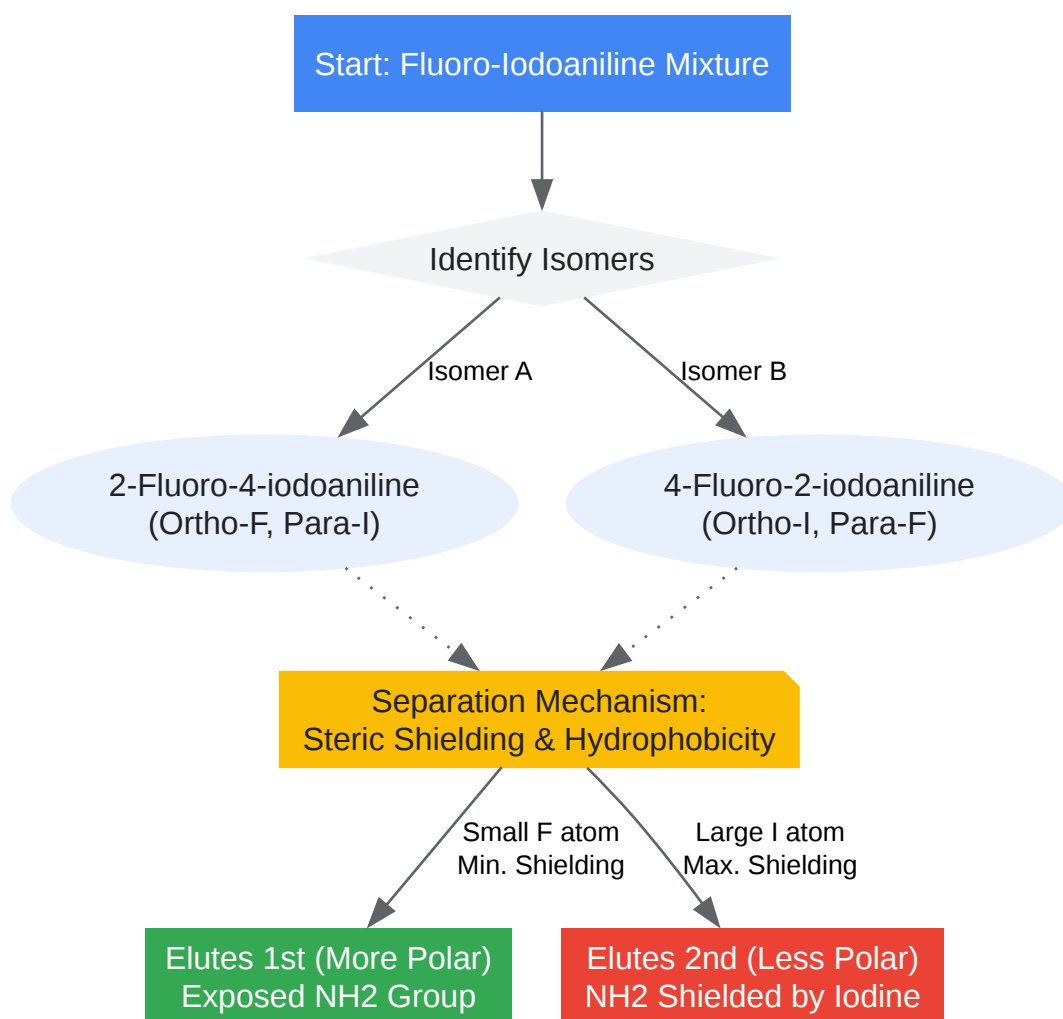 Start: Fluoro-Iodoaniline Mixture
Identify Isomers
Isomer A
Isomer B
2-Fluoro-4-iodoaniline
(Ortho-F, Para-I)
4-Fluoro-2-iodoaniline
(Ortho-I, Para-F)
Separation Mechanism:
Steric Shielding & Hydrophobicity
Small F atom
Min. Shielding
Large I atom
Max. Shielding
Elutes 1st (More Polar)
Exposed NH2 Group
Elutes 2nd (Less Polar)
NH2 Shielded by Iodine